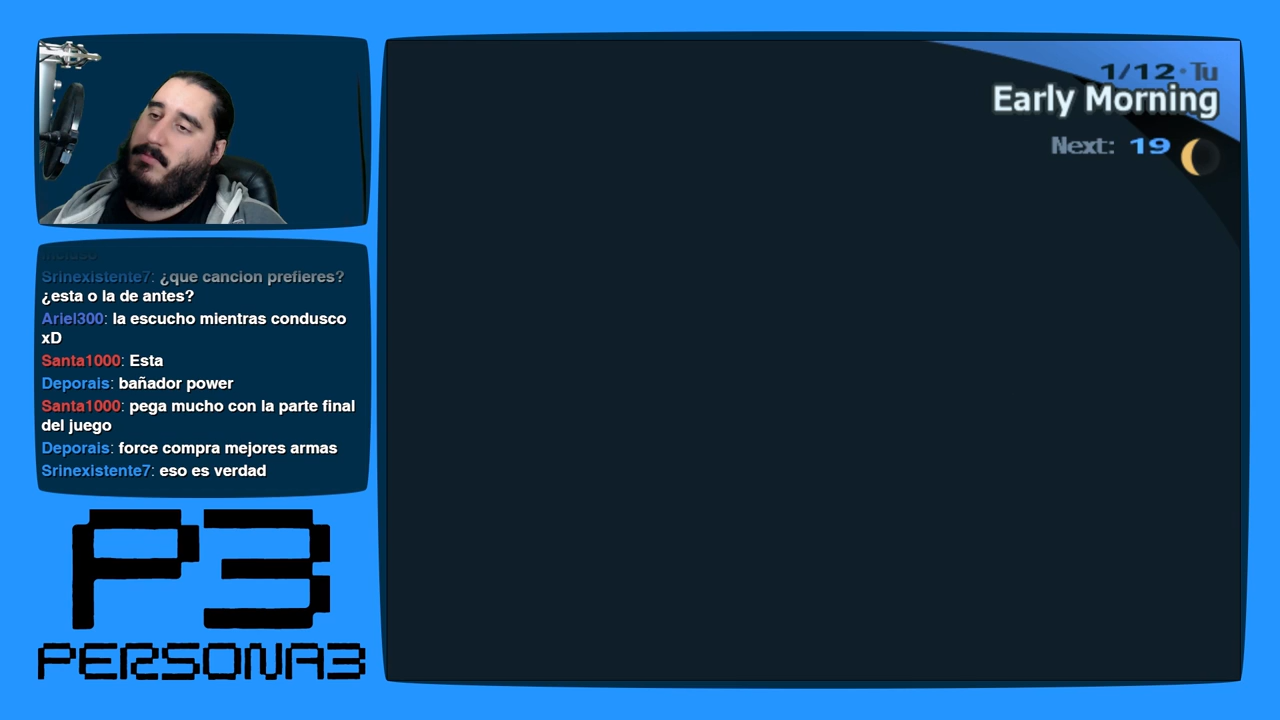 1/12·Tu
Early Morning
Next: 19
incluso
Srinexistente7: ¿que cancion prefieres?
¿esta o la de antes?
Ariel300: la escucho mientras condusco
xD
Santa1000: Esta
Deporais: bañador power
Santa1000: pega mucho con la parte final
del juego
Deporais: force compra mejores armas
Srinexistente7: eso es verdad
P3
PERSONA3